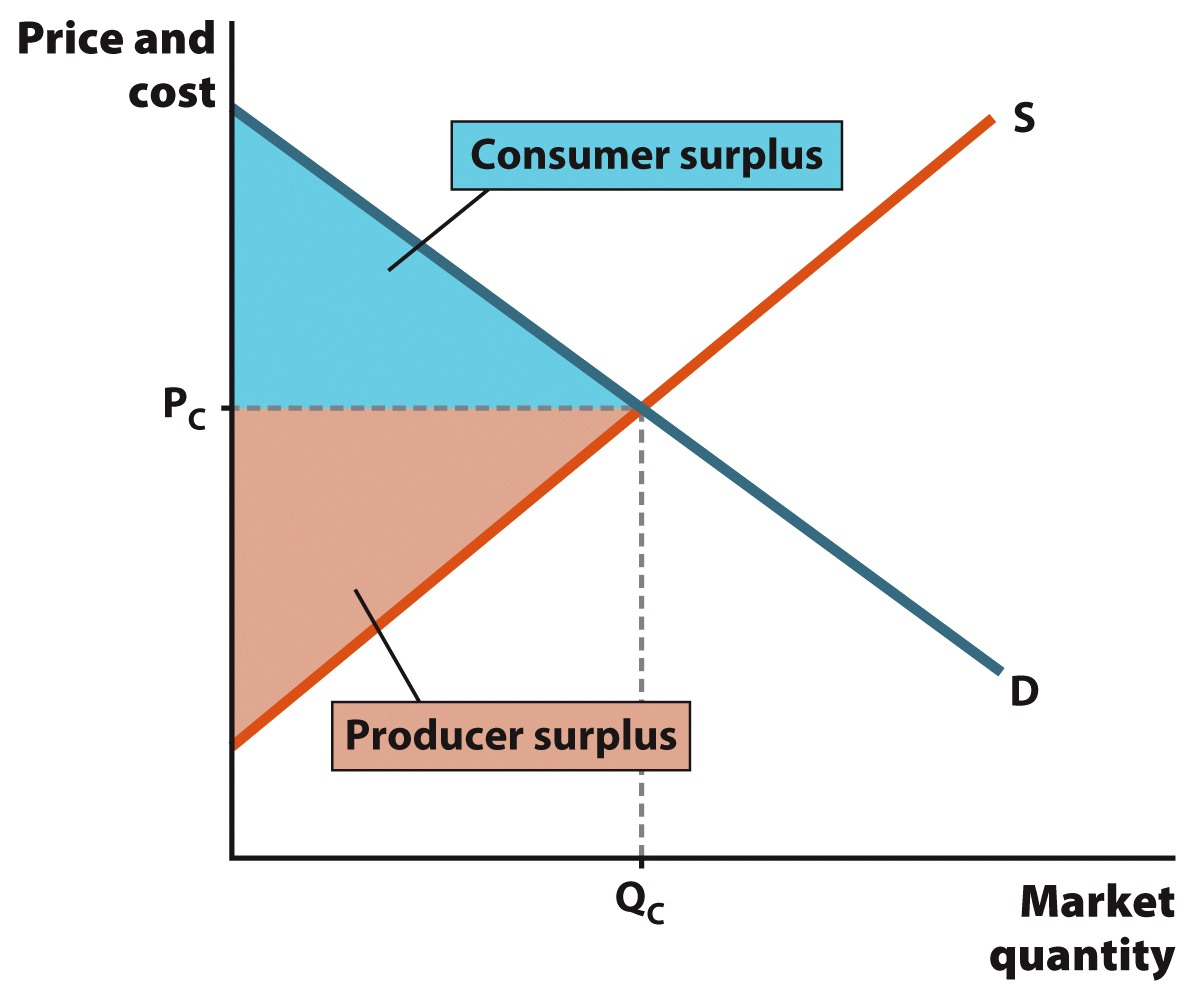 Price and
cost
Consumer surplus
S
P_C
D
Producer surplus
Q_C
Market
quantity